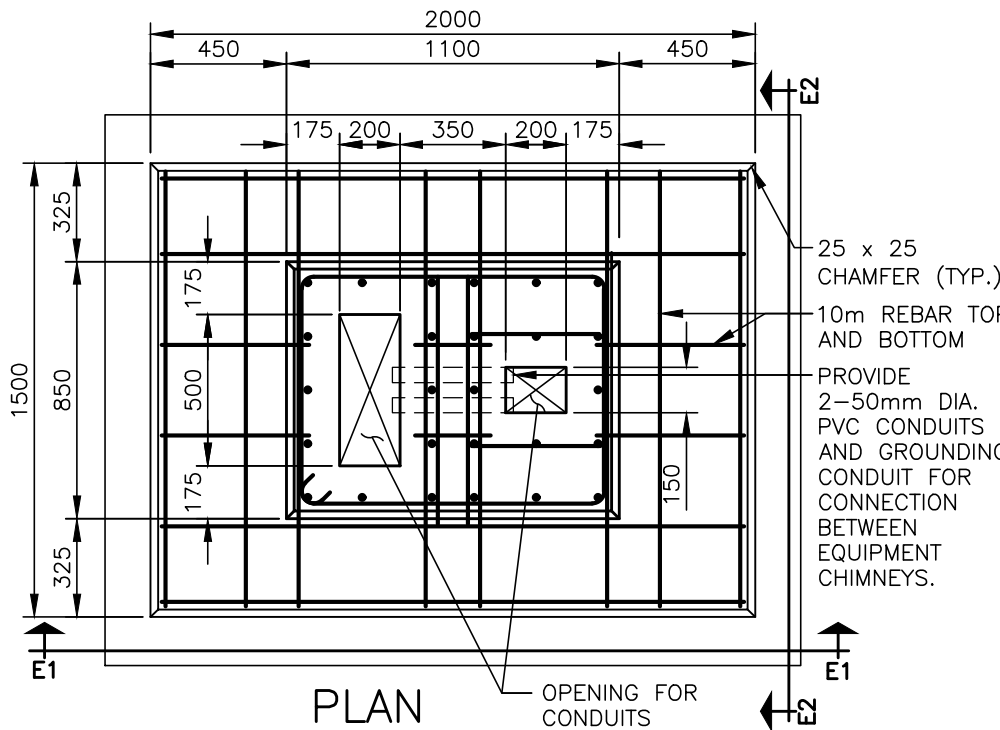 2000
450
1100
450
E2
175
200
350
200
175
325
175
1500
850
500
175
325
150
25 x 25
CHAMFER (TYP.)
10m REBAR TOP
AND BOTTOM
PROVIDE
2-50mm DIA.
PVC CONDUITS
AND GROUNDING
CONDUIT FOR
CONNECTION
BETWEEN
EQUIPMENT
CHIMNEYS.
E1
E1
PLAN
OPENING FOR
CONDUITS
E2